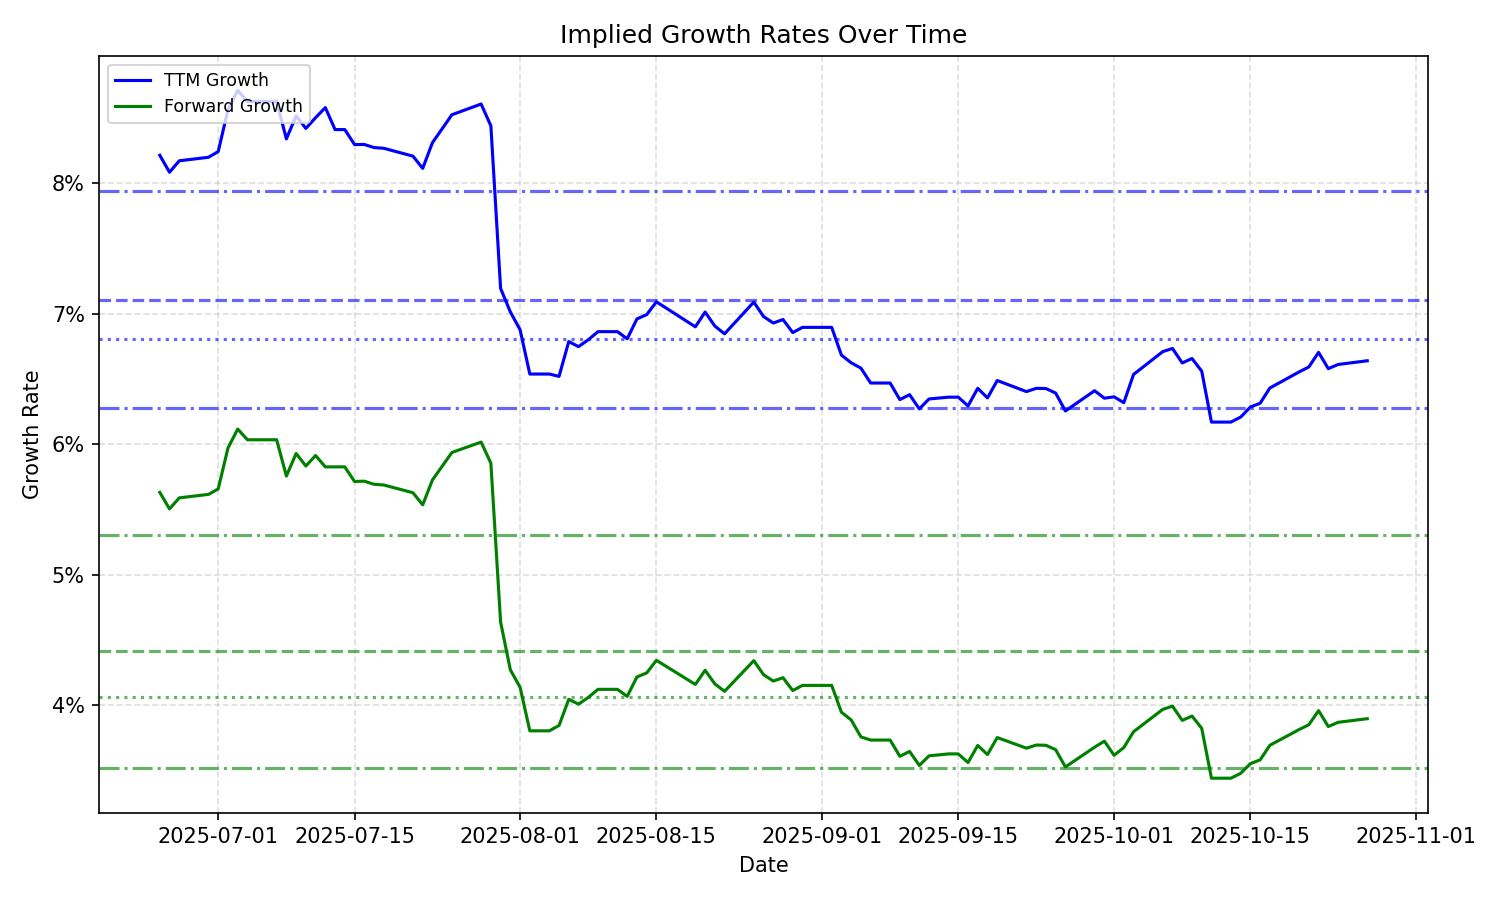 Implied Growth Rates Over Time
TTM Growth
Forward Growth
8%
7%
6%
5%
4%
Growth Rate
2025-07-01
2025-07-15
2025-08-01
2025-08-15
2025-09-01
2025-09-15
2025-10-01
2025-10-15
2025-11-01
Date